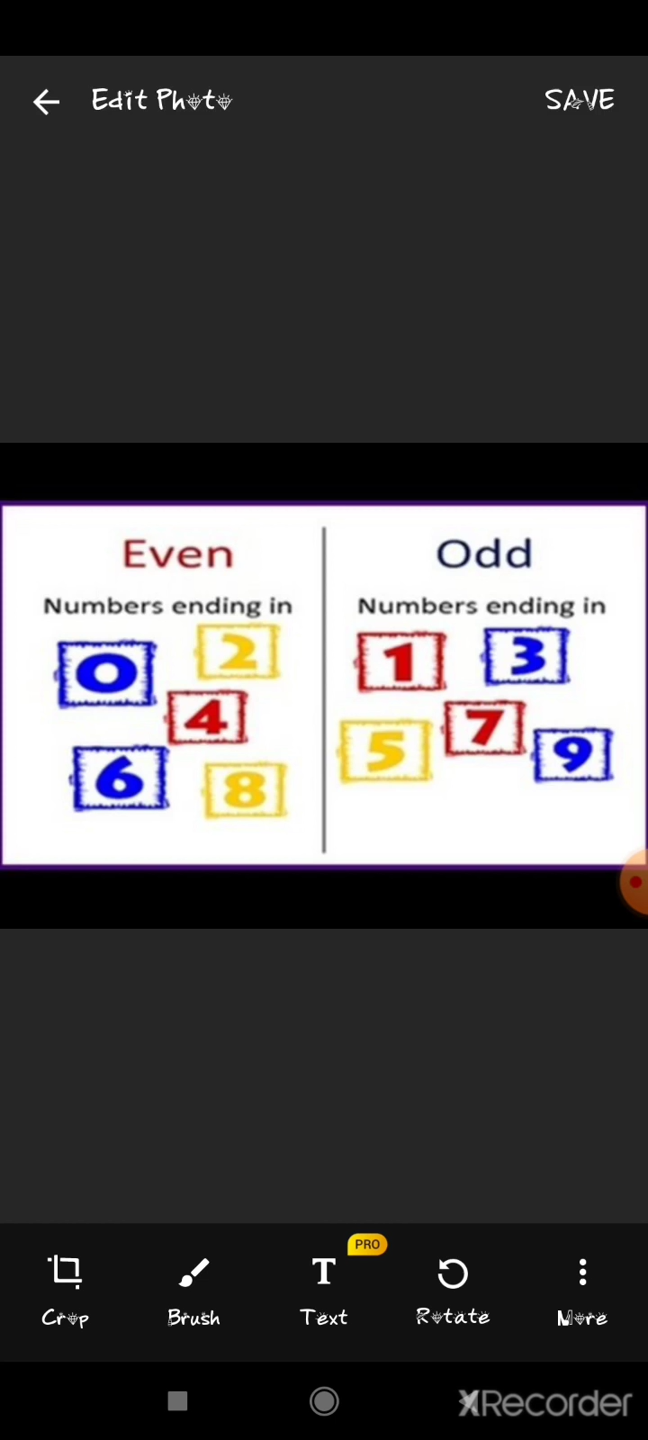 Edit Photo
SAVE
Even
Odd
Numbers ending in
Numbers ending in
0
2
4
6
8
1
3
5
7
9
PRO
T
Crop
Brush
Text
Rotate
More
XRecorder